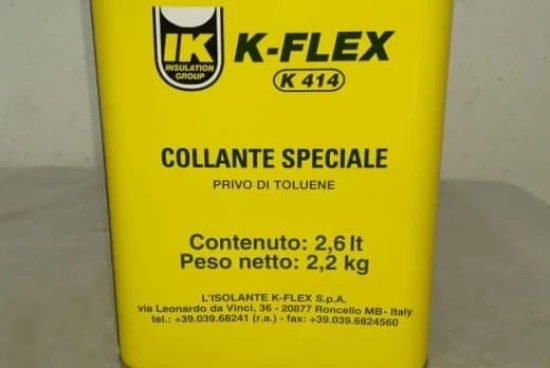 IK
INSULATION
GROUP
K-FLEX
K 414
COLLANTE SPECIALE
PRIVO DI TOLUENE
Contenuto: 2,6 lt
Peso netto: 2,2 kg
L'ISOLANTE K-FLEX S.p.A.
via Leonardo da Vinci, 36 - 20877 Roncello MB- Italy
tel.: +39.039.68241 (r.a.) - fax: +39.039.6824560